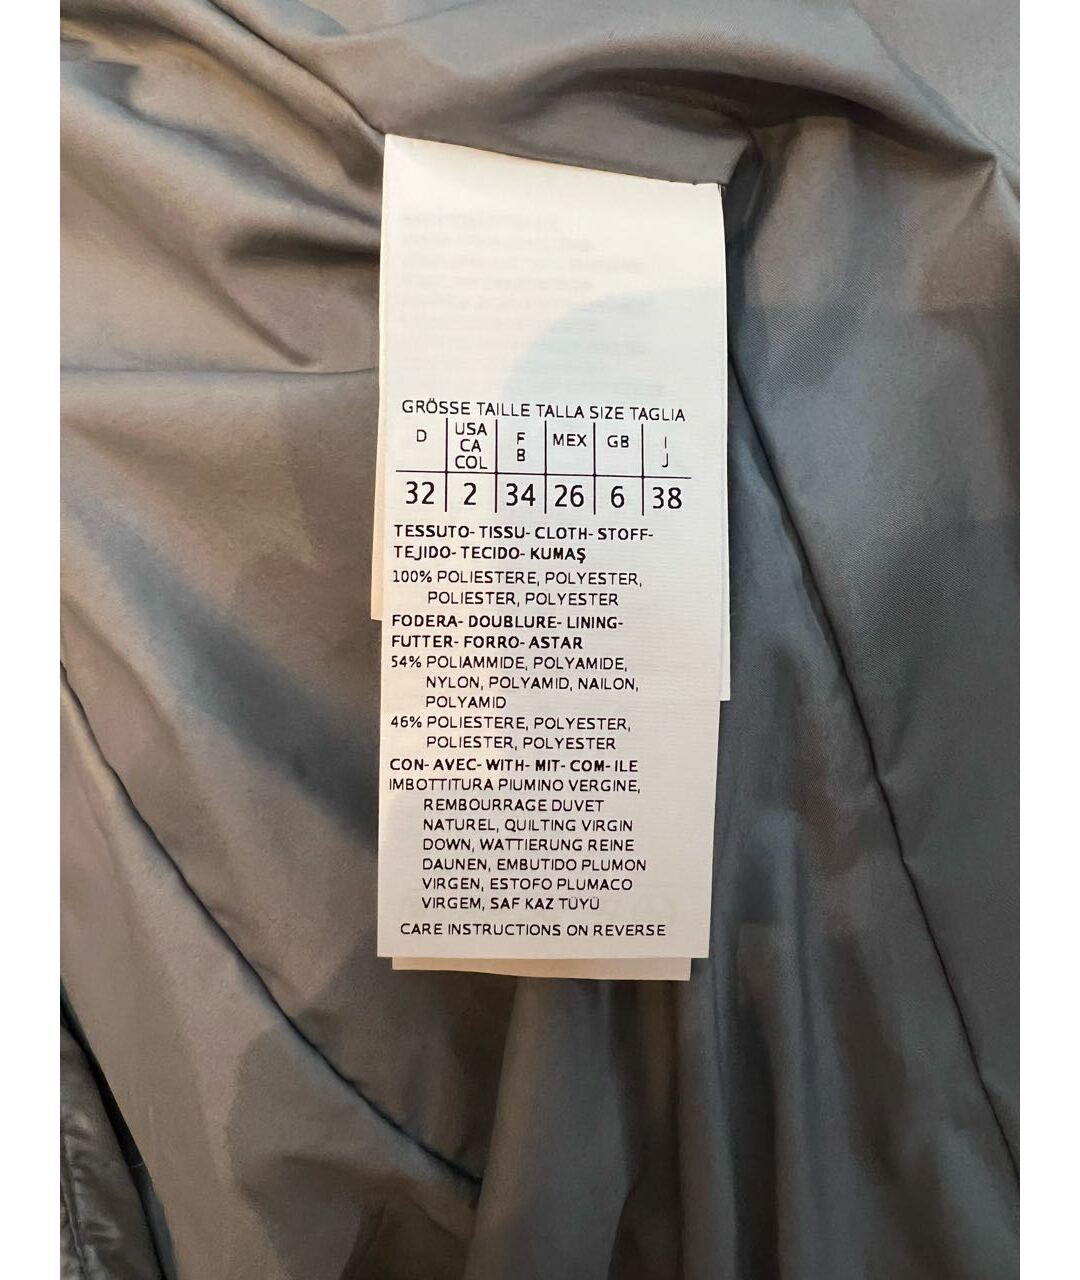 GRÖSSE TAILLE TALLA SIZE TAGLIA
D USA CA COL F B MEX GB I J
32 2 34 26 6 38
TESSUTO- TISSU- CLOTH- STOFF-
TEJIDO- TECIDO- KUMAŞ
100% POLIESTERE, POLYESTER,
POLIESTER, POLYESTER
FODERA- DOUBLURE- LINING-
FUTTER- FORRO- ASTAR
54% POLIAMMIDE, POLYAMIDE,
NYLON, POLYAMID, NAILON,
POLYAMID
46% POLIESTERE, POLYESTER,
POLIESTER, POLYESTER
CON- AVEC- WITH- MIT- COM- ILE
IMBOTTITURA PIUMINO VERGINE,
REMBOURRAGE DUVET
NATUREL, QUILTING VIRGIN
DOWN, WATTIERUNG REINE
DAUNEN, EMBUTIDO PLUMON
VIRGEN, ESTOFO PLUMACO
VIRGEM, SAF KAZ TÜYÜ
CARE INSTRUCTIONS ON REVERSE